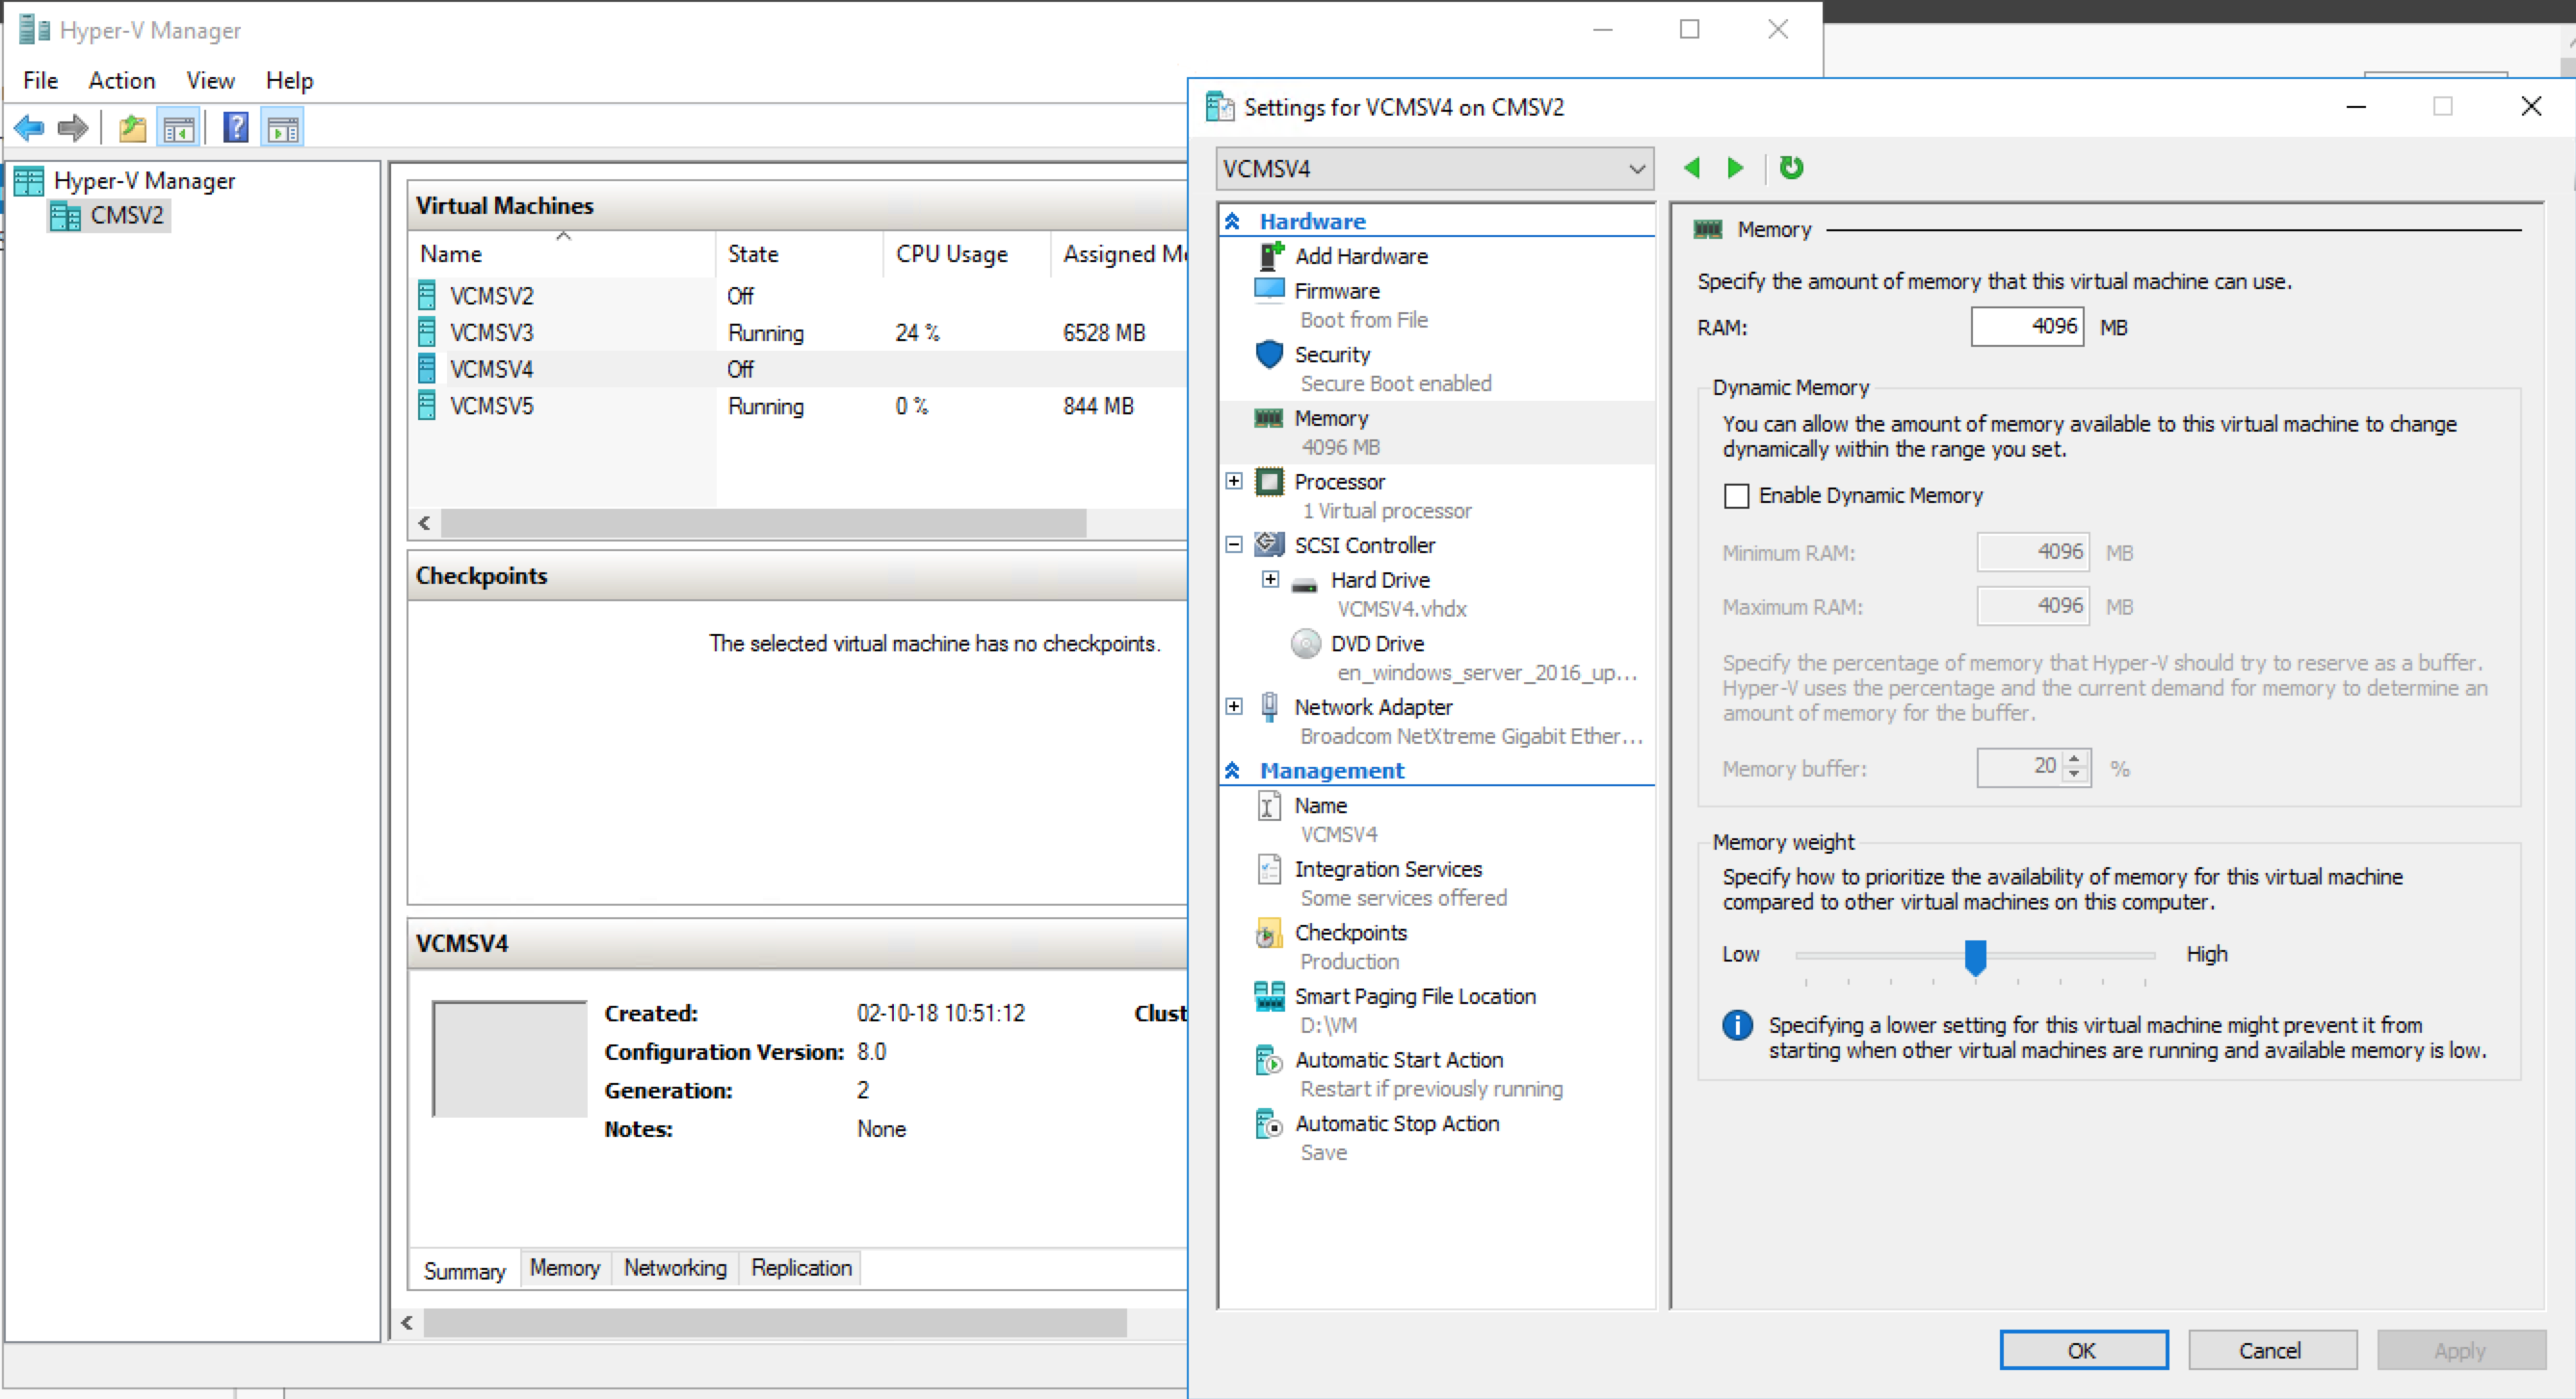 Hyper-V Manager
File Action View Help
Hyper-V Manager
CMSV2
Virtual Machines
Name State CPU Usage Assigned
VCMSV2 Off
VCMSV3 Running 24 % 6528 MB
VCMSV4 Off
VCMSV5 Running 0 % 844 MB
Checkpoints
The selected virtual machine has no checkpoints.
VCMSV4
Created: 02-10-18 10:51:12 Clust
Configuration Version: 8.0
Generation: 2
Notes: None
Summary Memory Networking Replication
Settings for VCMSV4 on CMSV2
VCMSV4
Hardware
Add Hardware
Firmware
Boot from File
Security
Secure Boot enabled
Memory
4096 MB
Processor
1 Virtual processor
SCSI Controller
Hard Drive
VCMSV4.vhdx
DVD Drive
en_windows_server_2016_up...
Network Adapter
Broadcom NetXtreme Gigabit Ether...
Management
Name
VCMSV4
Integration Services
Some services offered
Checkpoints
Production
Smart Paging File Location
D:\VM
Automatic Start Action
Restart if previously running
Automatic Stop Action
Save
Memory
Specify the amount of memory that this virtual machine can use.
RAM: 4096 MB
Dynamic Memory
You can allow the amount of memory available to this virtual machine to change
dynamically within the range you set.
Enable Dynamic Memory
Minimum RAM: 4096 MB
Maximum RAM: 4096 MB
Specify the percentage of memory that Hyper-V should try to reserve as a buffer.
Hyper-V uses the percentage and the current demand for memory to determine an
amount of memory for the buffer.
Memory buffer: 20 %
Memory weight
Specify how to prioritize the availability of memory for this virtual machine
compared to other virtual machines on this computer.
Low High
Specifying a lower setting for this virtual machine might prevent it from
starting when other virtual machines are running and available memory is low.
OK Cancel Apply